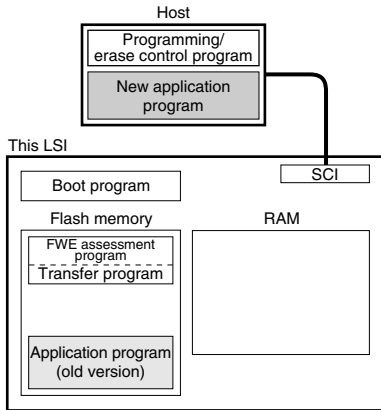 Host
Programming/
erase control program
New application
program
This LSI
SCI
Boot program
Flash memory
RAM
FWE assessment
program
Transfer program
Application program
(old version)